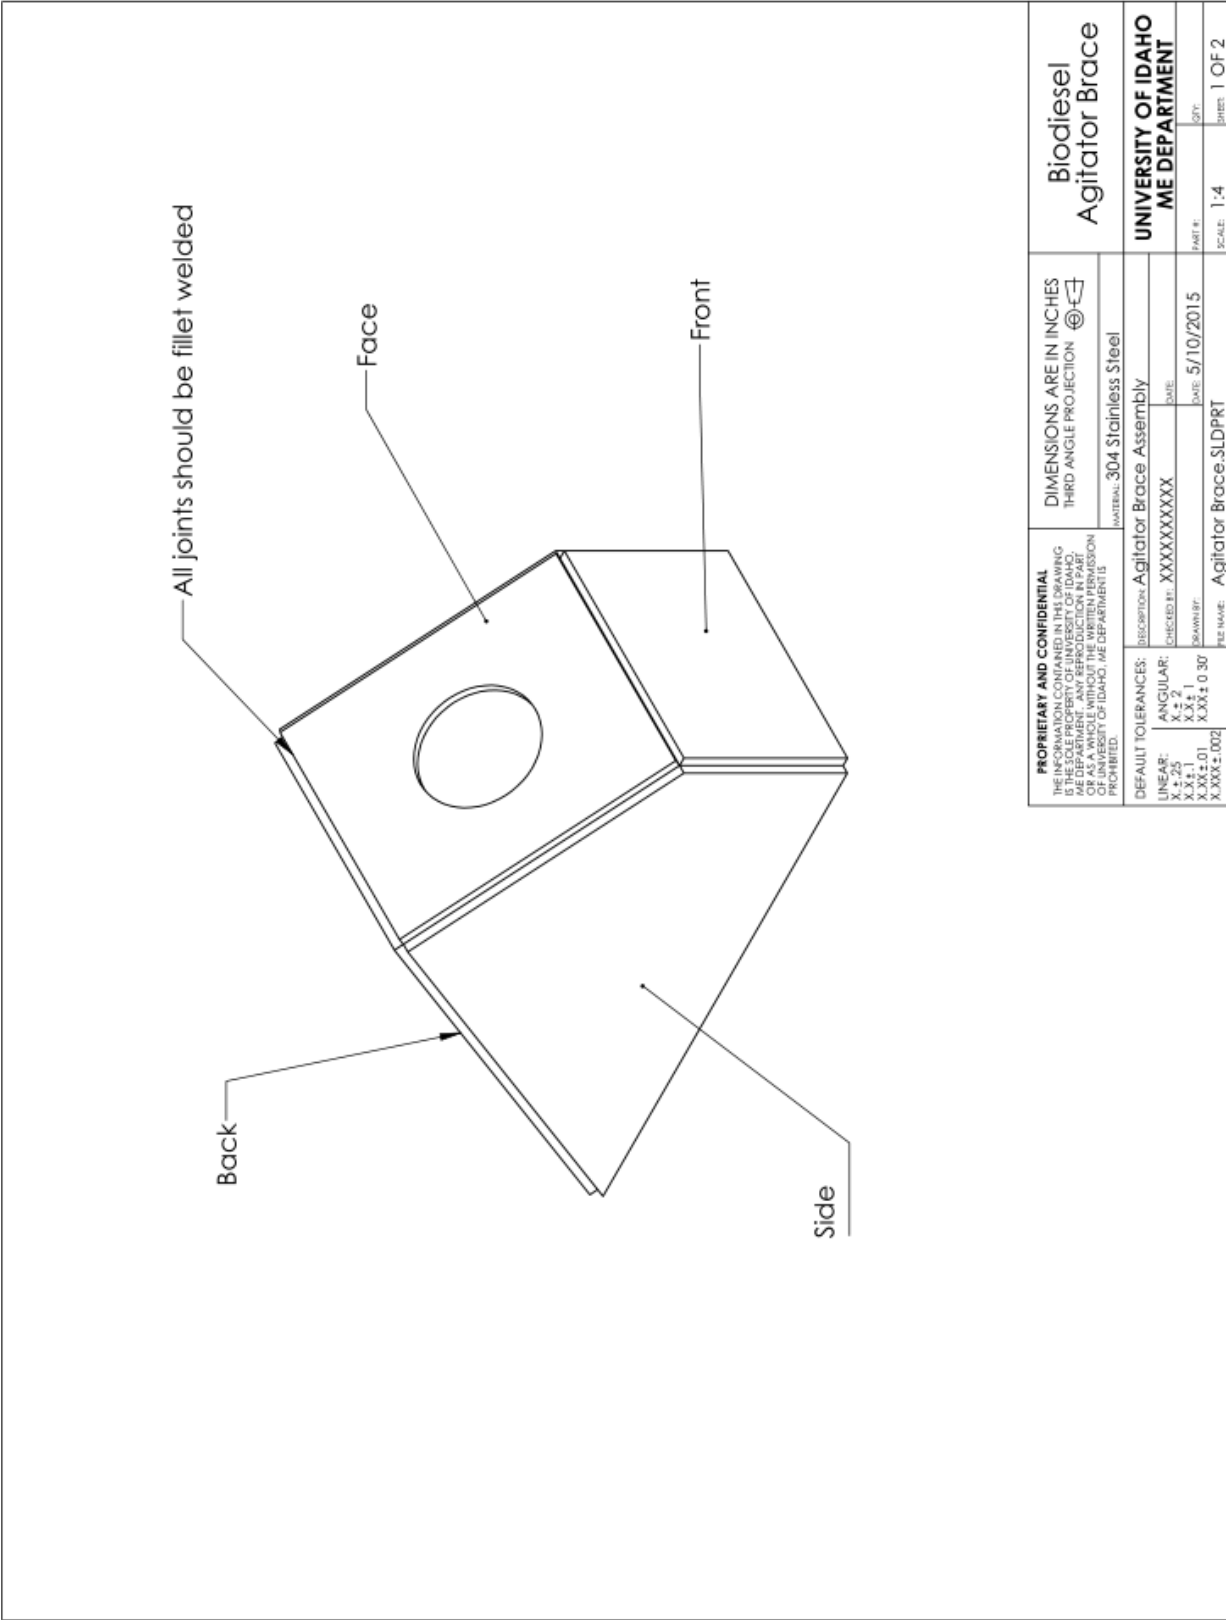 All joints should be fillet welded
Face
Front
Back
Side
PROPRIETARY AND CONFIDENTIAL
THE INFORMATION CONTAINED IN THIS DRAWING
IS THE SOLE PROPERTY OF UNIVERSITY OF IDAHO,
ME DEPARTMENT. ANY REPRODUCTION IN PART
OR AS A WHOLE WITHOUT THE WRITTEN PERMISSION
OF UNIVERSITY OF IDAHO, ME DEPARTMENT IS
PROHIBITED.
DIMENSIONS ARE IN INCHES
THIRD ANGLE PROJECTION
MATERIAL: 304 Stainless Steel
Biodiesel
Agitator Brace
DEFAULT TOLERANCES:
LINEAR:
X.± .25
X.X± .1
X.XX±.01
X.XXX±.002
ANGULAR:
X.± 2
X.X± 1
X.XX± 0 30'
DESCRIPTION: Agitator Brace Assembly
CHECKED BY: XXXXXXXXXX
DATE:
DRAWN BY:
DATE: 5/10/2015
FILE NAME: Agitator Brace.SLDPRT
UNIVERSITY OF IDAHO
ME DEPARTMENT
PART #:
QTY:
SCALE: 1:4
SHEET: 1 OF 2